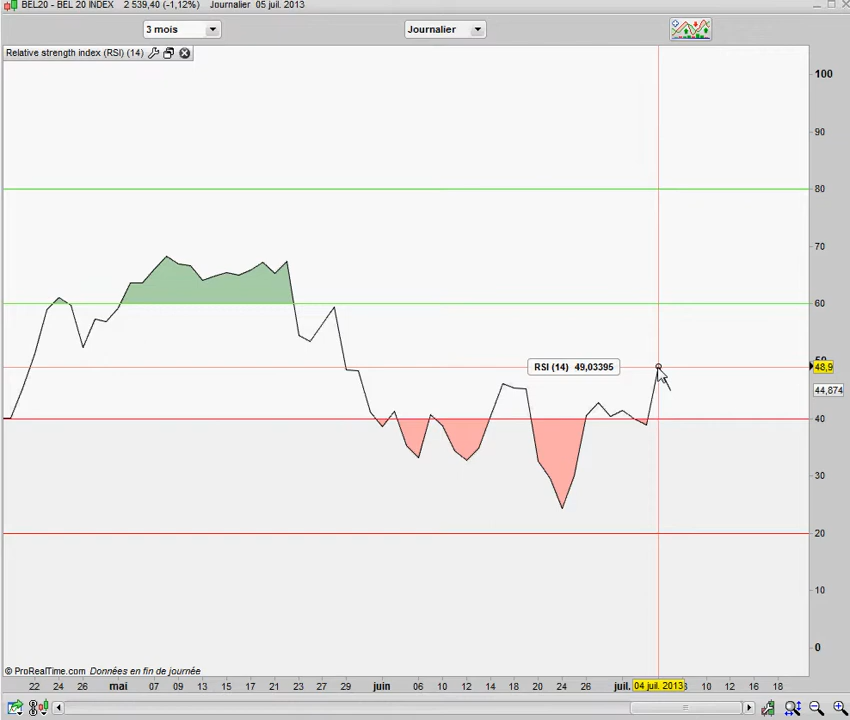 BEL20 - BEL 20 INDEX 2 539,40 (-1,12%) Journalier 05 juil. 2013
3 mois Journalier
Relative strength index (RSI) (14)
100
90
80
70
60
RSI (14) 49,03395
48,9
44,874
40
30
20
10
0
© ProRealTime.com Données en fin de journée
22 24 26 mai 07 09 11 13 15 17 21 23 27 29 juin 06 10 12 14 18 20 24 26 juil. 04 juil. 2013 10 12 16 18